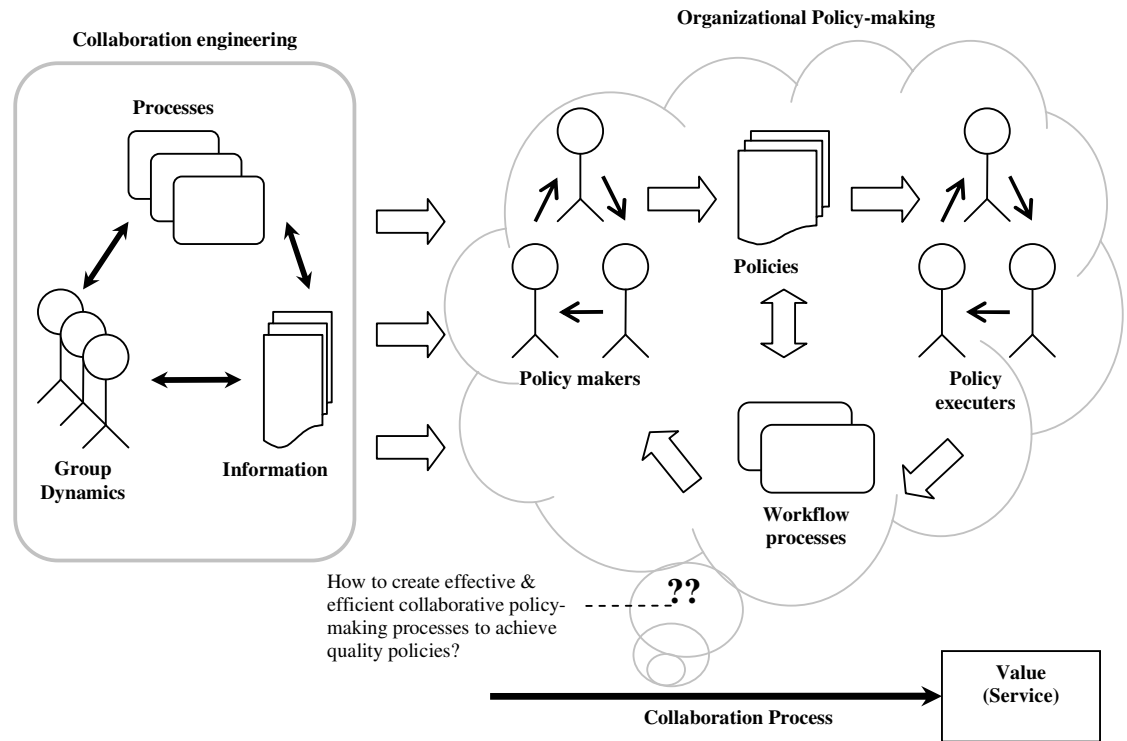 Collaboration engineering
Organizational Policy-making
Processes
Group
Dynamics
Information
Policy makers
Policies
Policy
executers
Workflow
processes
How to create effective &
efficient collaborative policy-
making processes to achieve
quality policies?
??
Collaboration Process
Value
(Service)